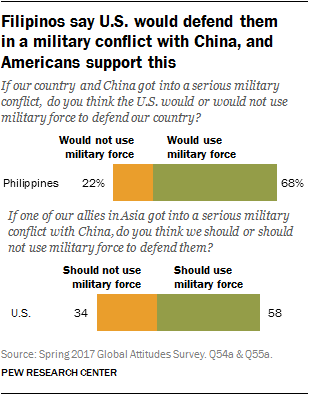 Filipinos say U.S. would defend them
in a military conflict with China, and
Americans support this
If our country and China got into a serious military
conflict, do you think the U.S. would or would not use
military force to defend our country?
Would not use Would use
military force military force
Philippines 22% 68%
If one of our allies in Asia got into a serious military
conflict with China, do you think we should or should
not use military force to defend them?
Should not use Should use
military force military force
U.S. 34 58
Source: Spring 2017 Global Attitudes Survey. Q54a & Q55a.
PEW RESEARCH CENTER